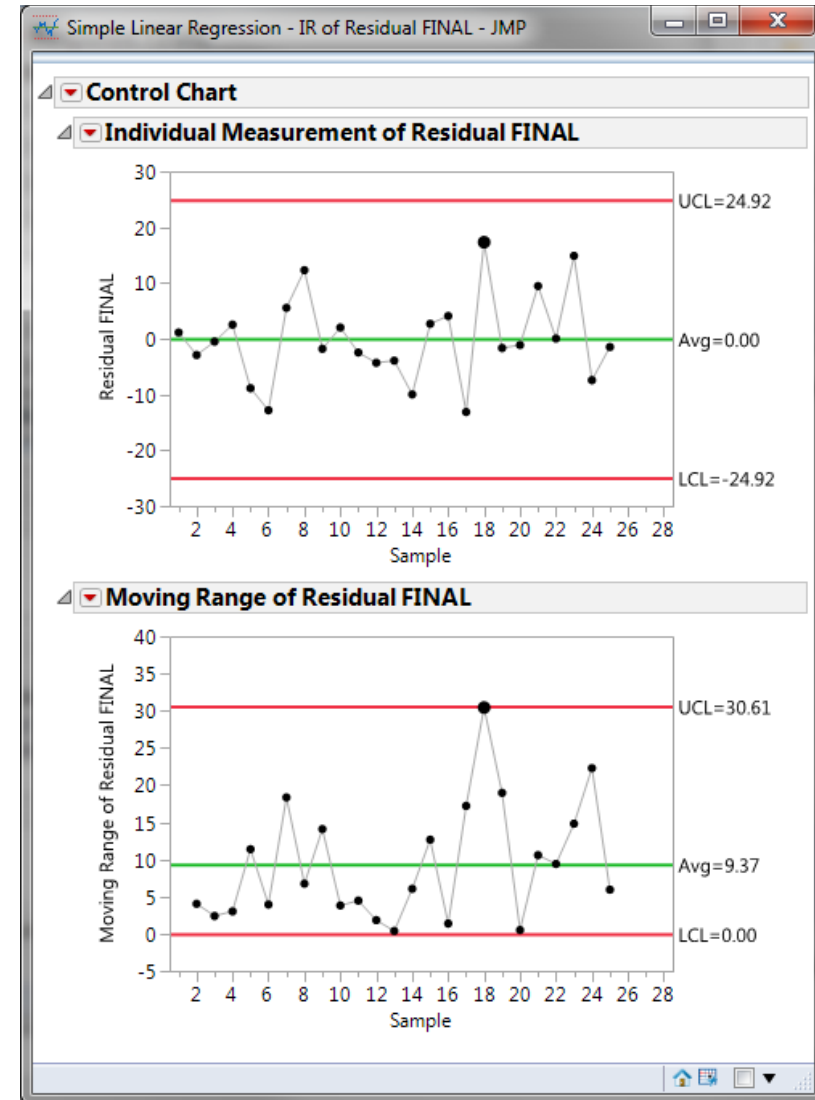 Simple Linear Regression - IR of Residual FINAL - JMP
Control Chart
Individual Measurement of Residual FINAL
30
20
10
0
-10
-20
-30
Residual FINAL
UCL=24.92
Avg=0.00
LCL=-24.92
2 4 6 8 10 12 14 16 18 20 22 24 26 28
Sample
Moving Range of Residual FINAL
40
35
30
25
20
15
10
5
0
-5
Moving Range of Residual FINAL
UCL=30.61
Avg=9.37
LCL=0.00
2 4 6 8 10 12 14 16 18 20 22 24 26 28
Sample